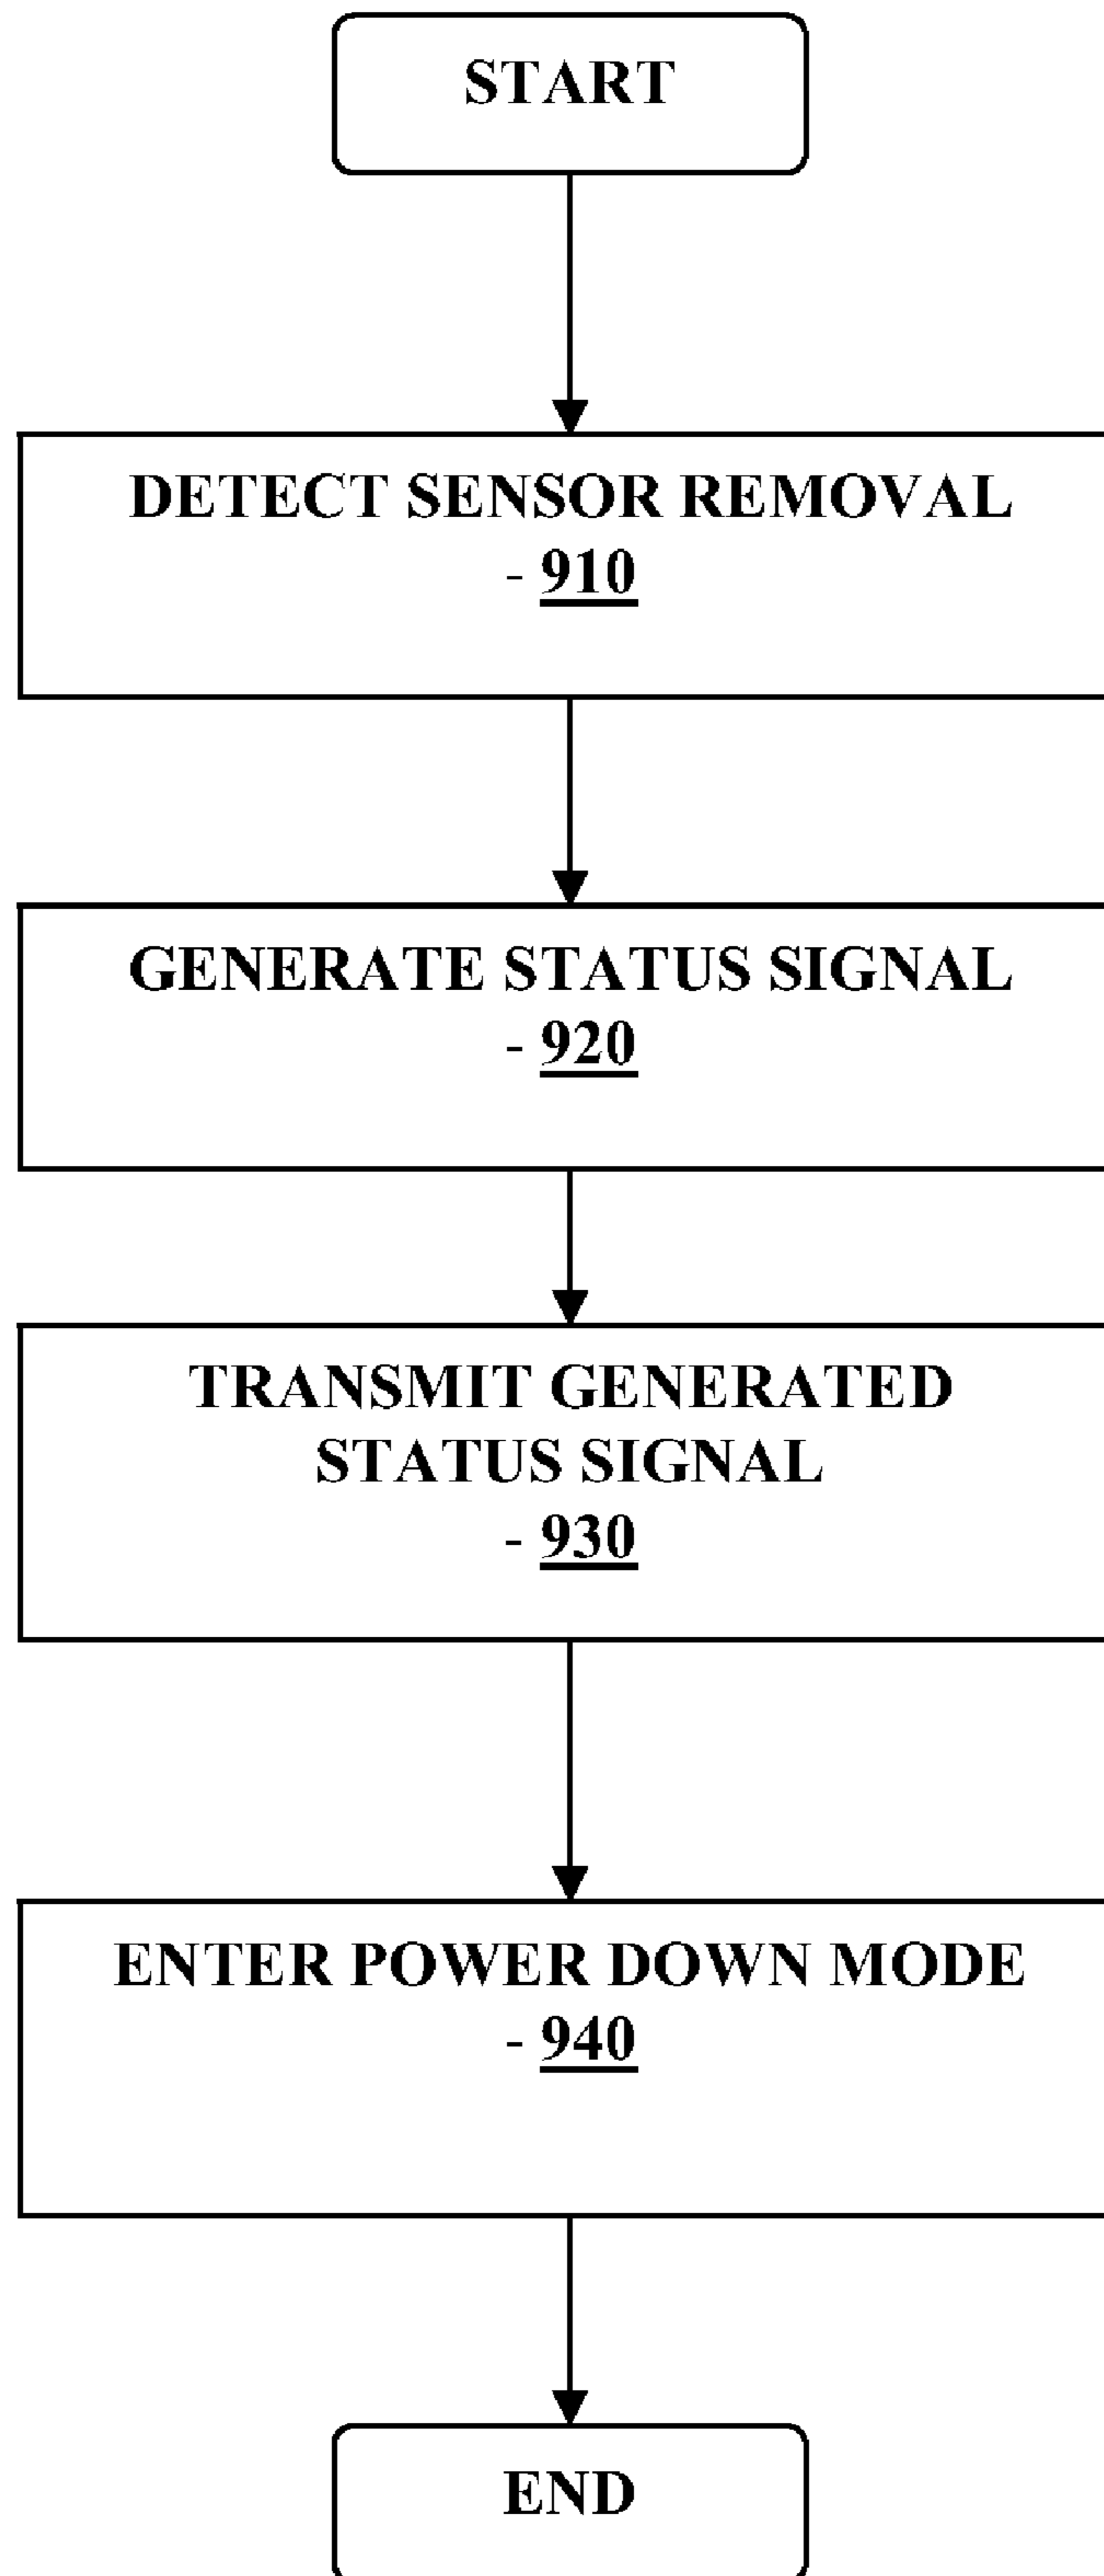 START
DETECT SENSOR REMOVAL
- 910
GENERATE STATUS SIGNAL
- 920
TRANSMIT GENERATED
STATUS SIGNAL
- 930
ENTER POWER DOWN MODE
- 940
END